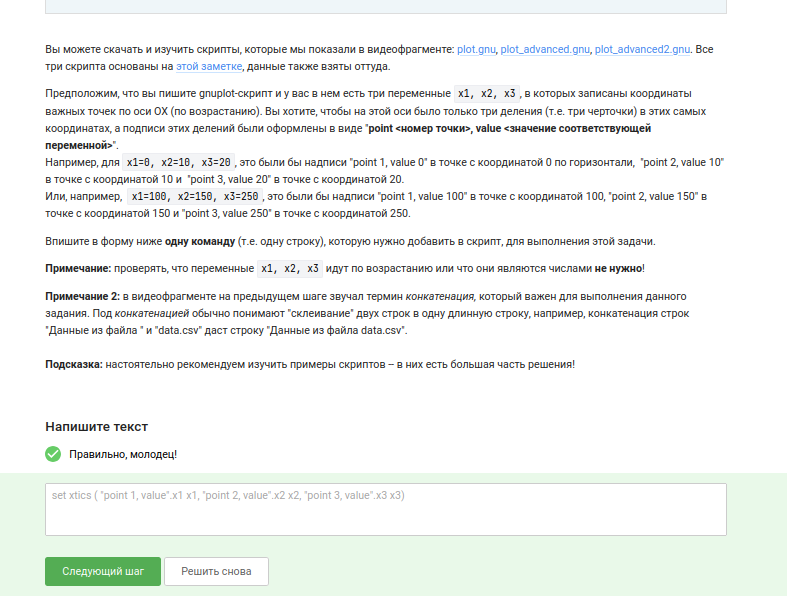 Вы можете скачать и изучить скрипты, которые мы показали в видеофрагменте: plot.gnu, plot_advanced.gnu, plot_advanced2.gnu. Все
три скрипта основаны на этой заметке, данные также взяты оттуда.
Предположим, что вы пишите gnuplot-скрипт и у вас в нем есть три переменные x1, x2, x3, в которых записаны координаты
важных точек по оси OX (по возрастанию). Вы хотите, чтобы на этой оси было только три деления (т.е. три черточки) в этих самых
координатах, а подписи этих делений были оформлены в виде "point <номер точки>, value <значение соответствующей
переменной>".
Например, для x1=0, x2=10, x3=20, это были бы надписи "point 1, value 0" в точке с координатой 0 по горизонтали, "point 2, value 10"
в точке с координатой 10 и "point 3, value 20" в точке с координатой 20.
Или, например, x1=100, x2=150, x3=250, это были бы надписи "point 1, value 100" в точке с координатой 100, "point 2, value 150" в
точке с координатой 150 и "point 3, value 250" в точке с координатой 250.
Впишите в форму ниже одну команду (т.е. одну строку), которую нужно добавить в скрипт, для выполнения этой задачи.
Примечание: проверять, что переменные x1, x2, x3 идут по возрастанию или что они являются числами не нужно!
Примечание 2: в видеофрагменте на предыдущем шаге звучал термин конкатенация, который важен для выполнения данного
задания. Под конкатенацией обычно понимают "склеивание" двух строк в одну длинную строку, например, конкатенация строк
"Данные из файла " и "data.csv" даст строку "Данные из файла data.csv".
Подсказка: настоятельно рекомендуем изучить примеры скриптов – в них есть большая часть решения!
Напишите текст
Правильно, молодец!
set xtics ( "point 1, value".x1 x1, "point 2, value".x2 x2, "point 3, value".x3 x3)
Следующий шаг
Решить снова